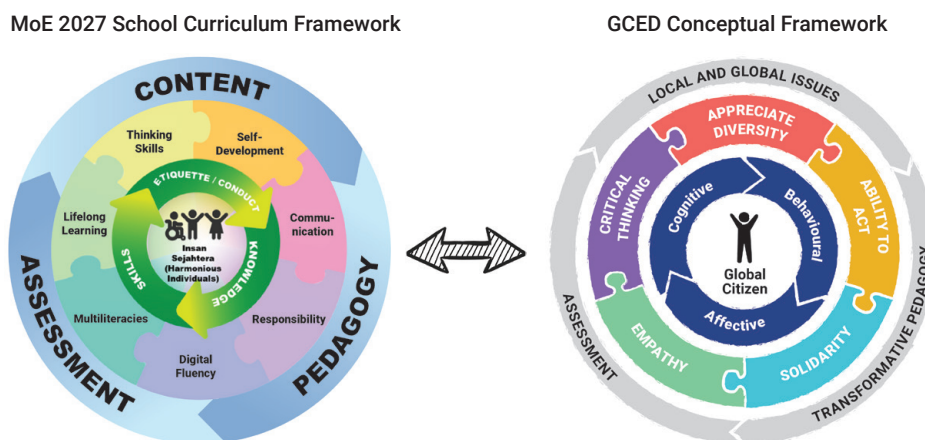 MoE 2027 School Curriculum Framework
GCED Conceptual Framework
CONTENT
PEDAGOGY
ASSESSMENT
Thinking
Skills
Self-
Development
Commu-
nication
Responsibility
Digital
Fluency
Multiliteracies
Lifelong
Learning
ETIQUETTE / CONDUCT
KNOWLEDGE
SKILLS
Insan
Sejahtera
(Harmonious
Individuals)
LOCAL AND GLOBAL ISSUES
TRANSFORMATIVE PEDAGOGY
ASSESSMENT
APPRECIATE
DIVERSITY
ABILITY TO
ACT
SOLIDARITY
EMPATHY
CRITICAL
THINKING
Cognitive
Behavioural
Affective
Global
Citizen